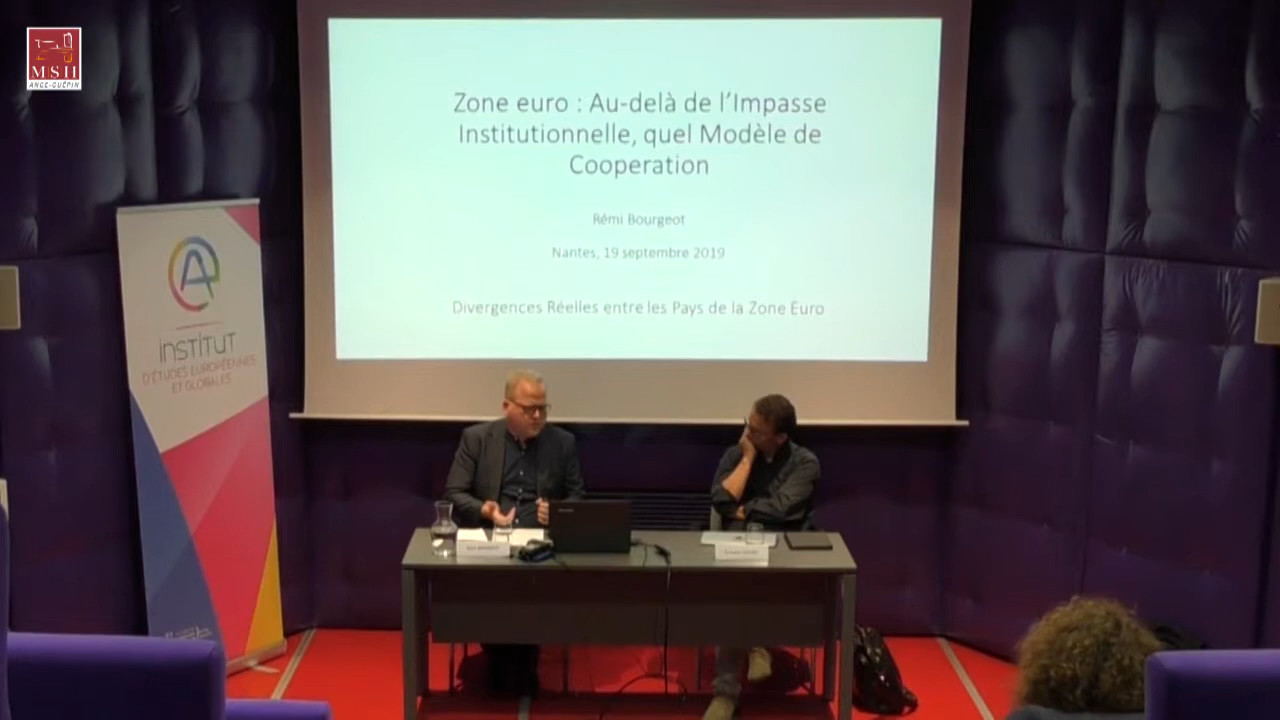 MSH
ANGE-GUÉPIN
Zone euro : Au-delà de l’Impasse
Institutionnelle, quel Modèle de
Cooperation
Rémi Bourgeot
Nantes, 19 septembre 2019
Divergences Réelles entre les Pays de la Zone Euro
institut
D'ÉTUDES EUROPÉENNES
ET GLOBALES